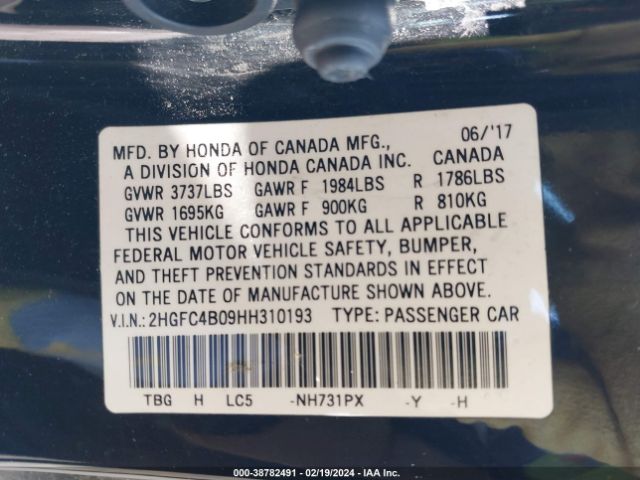 06/'17
MFD. BY HONDA OF CANADA MFG.,
A DIVISION OF HONDA CANADA INC. CANADA
GVWR 3737LBS GAWR F 1984LBS R 1786LBS
GVWR 1695KG GAWR F 900KG R 810KG
THIS VEHICLE CONFORMS TO ALL APPLICABLE
FEDERAL MOTOR VEHICLE SAFETY, BUMPER,
AND THEFT PREVENTION STANDARDS IN EFFECT
ON THE DATE OF MANUFACTURE SHOWN ABOVE.
V.I.N.:2HGFC4B09HH310193 TYPE: PASSENGER CAR
TBG H LC5 -NH731PX -Y -H
000-38782491 - 02/19/2024 - IAA Inc.